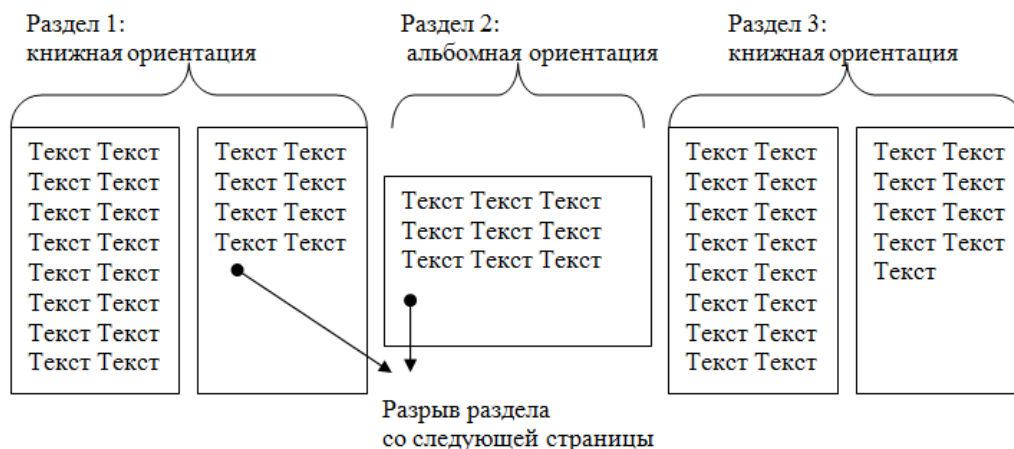 Раздел 1:
книжная ориентация
Раздел 2:
альбомная ориентация
Раздел 3:
книжная ориентация
Текст Текст
Текст Текст
Текст Текст
Текст Текст
Текст Текст
Текст Текст
Текст Текст
Текст Текст
Текст Текст
Текст Текст
Текст Текст
Текст Текст
Текст Текст Текст
Текст Текст Текст
Текст Текст Текст
Текст Текст
Текст Текст
Текст Текст
Текст Текст
Текст Текст
Текст Текст
Текст Текст
Текст Текст
Текст Текст
Текст Текст
Текст Текст
Текст Текст
Текст
Разрыв раздела
со следующей страницы